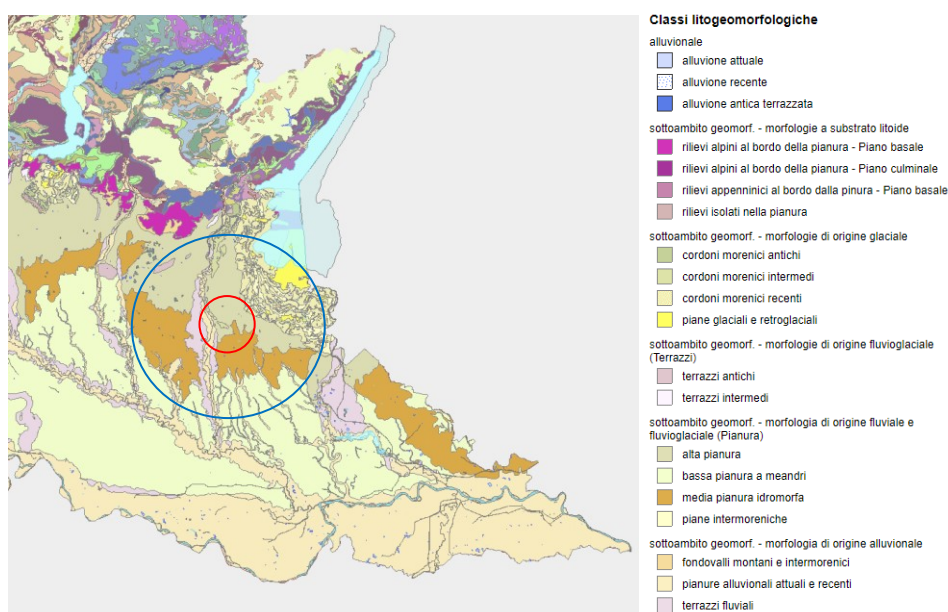 Classi litogeomorfologiche
alluvionale
alluvione attuale
alluvione recente
alluvione antica terrazzata
sottoambito geomorf. - morfologie a substrato litoide
rilievi alpini al bordo della pianura - Piano basale
rilievi alpini al bordo della pianura - Piano culminale
rilievi appenninici al bordo dalla pinura - Piano basale
rilievi isolati nella pianura
sottoambito geomorf. - morfologie di origine glaciale
cordoni morenici antichi
cordoni morenici intermedi
cordoni morenici recenti
piane glaciali e retroglaciali
sottoambito geomorf. - morfologie di origine fluvioglaciale
(Terrazzi)
terrazzi antichi
terrazzi intermedi
sottoambito geomorf. - morfologia di origine fluviale e
fluvioglaciale (Pianura)
alta pianura
bassa pianura a meandri
media pianura idromorfa
piane intermoreniche
sottoambito geomorf. - morfologia di origine alluvionale
fondovalli montani e intermorenici
pianure alluvionali attuali e recenti
terrazzi fluviali